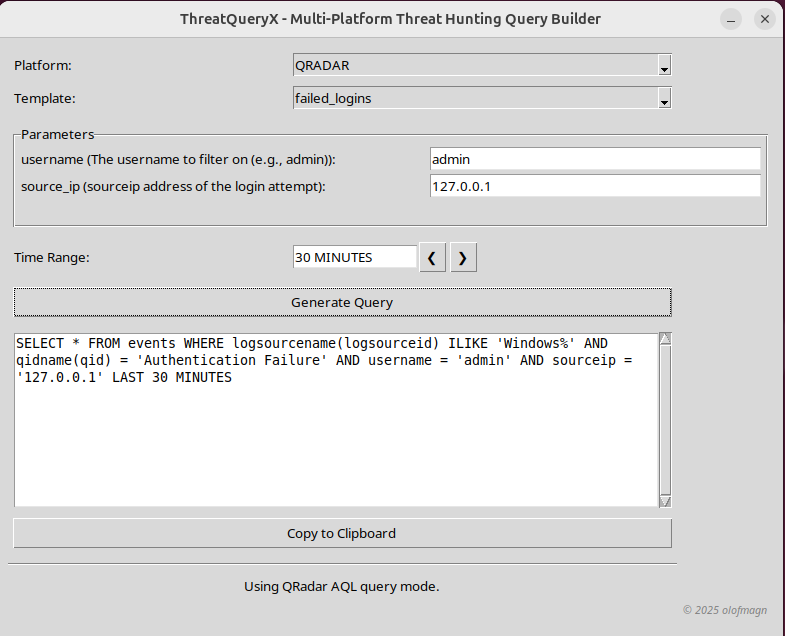 ThreatQueryX - Multi-Platform Threat Hunting Query Builder
Platform: QRADAR
Template: failed_logins
Parameters
username (The username to filter on (e.g., admin)): admin
source_ip (sourceip address of the login attempt): 127.0.0.1
Time Range: 30 MINUTES ❮ ❯
Generate Query
SELECT * FROM events WHERE logsourcename(logsourceid) ILIKE 'Windows%' AND
qidname(qid) = 'Authentication Failure' AND username = 'admin' AND sourceip =
'127.0.0.1' LAST 30 MINUTES
Copy to Clipboard
Using QRadar AQL query mode.
© 2025 olofmagn